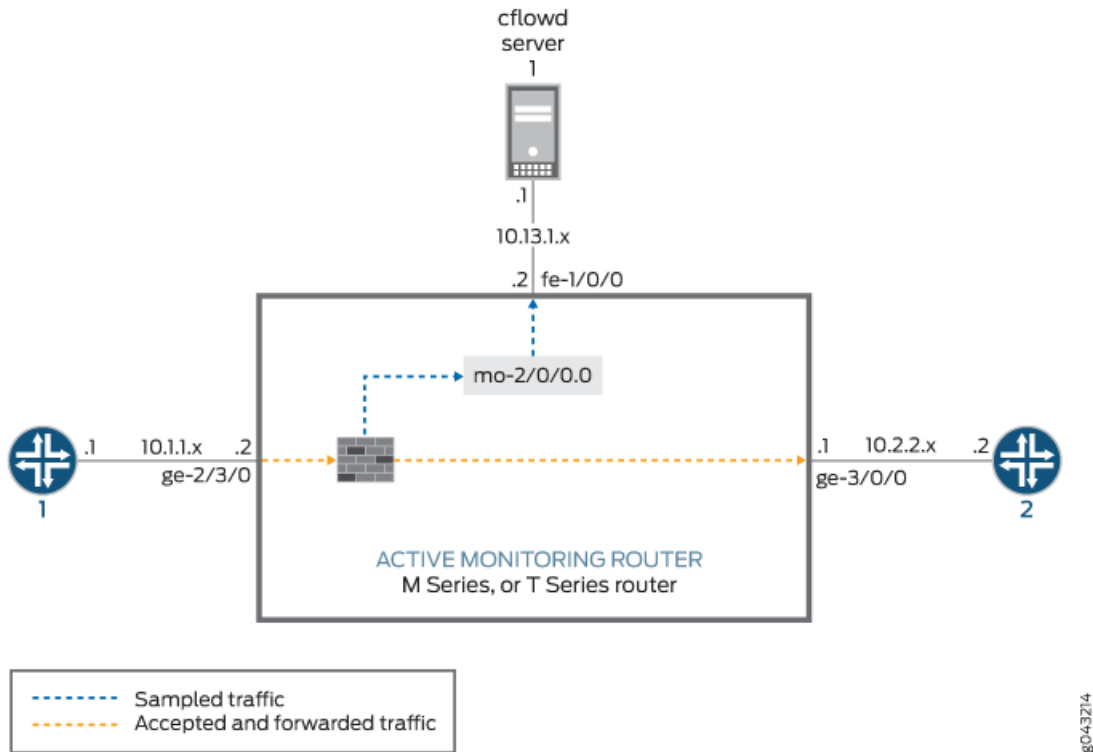 cflowd
server
1
.1
10.13.1.x
.2 fe-1/0/0
mo-2/0/0.0
.1 10.1.1.x .2
ge-2/3/0
1
.1 10.2.2.x .2
ge-3/0/0
2
ACTIVE MONITORING ROUTER
M Series, or T Series router
Sampled traffic
Accepted and forwarded traffic
g043214